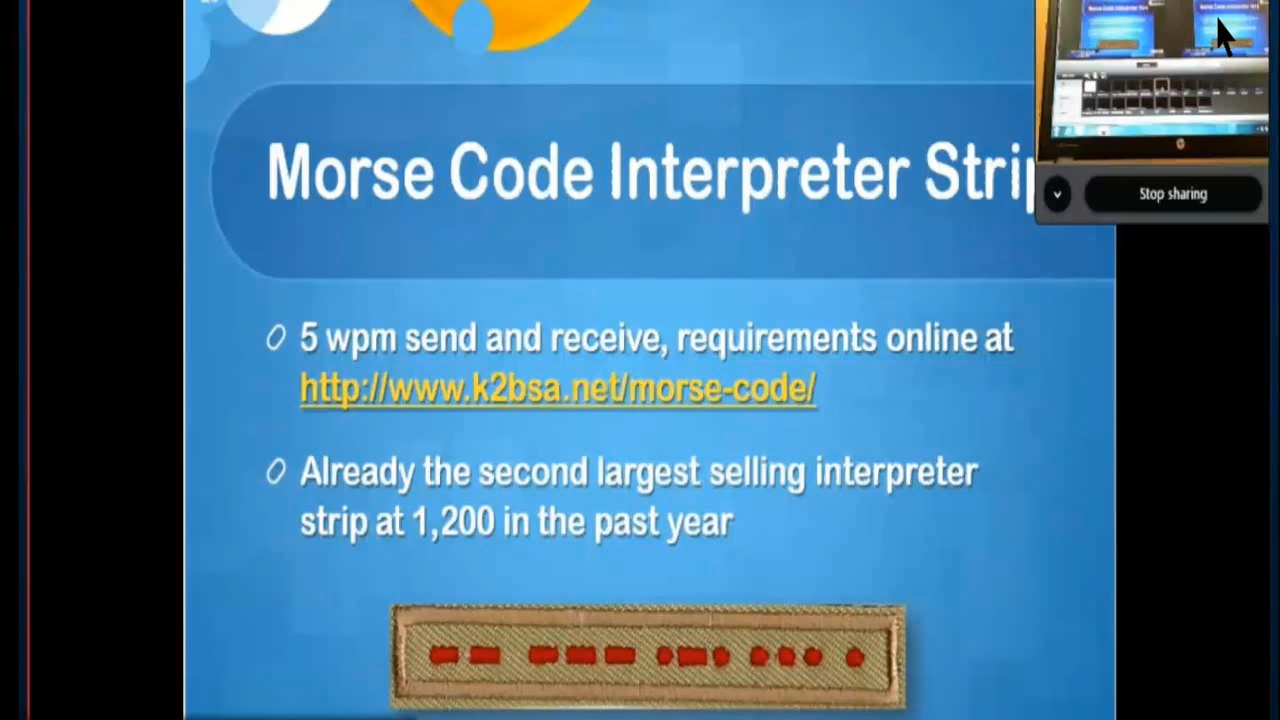 Morse Code Interpreter Strip
Stop sharing
5 wpm send and receive, requirements online at
http://www.k2bsa.net/morse-code/
Already the second largest selling interpreter
strip at 1,200 in the past year